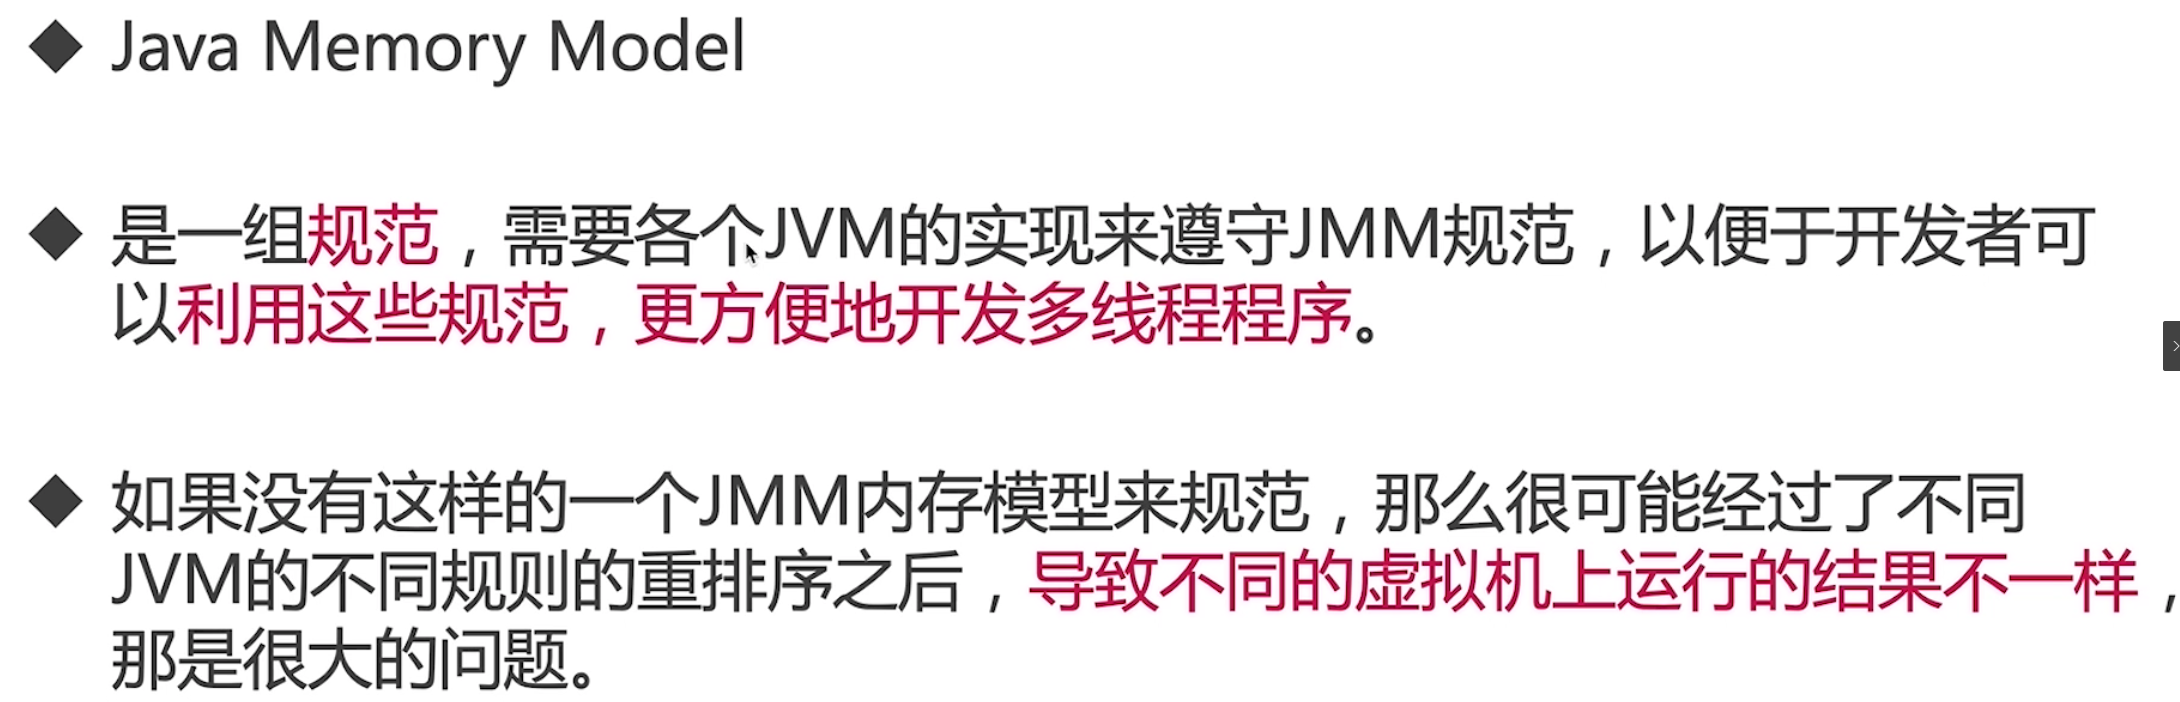 ◆ Java Memory Model
◆ 是一组规范，需要各个JVM的实现来遵守JMM规范，以便于开发者可
以利用这些规范，更方便地开发多线程程序。
◆ 如果没有这样的一个JMM内存模型来规范，那么很可能经过了不同
JVM的不同规则的重排序之后，导致不同的虚拟机上运行的结果不一样，
那是很大的问题。